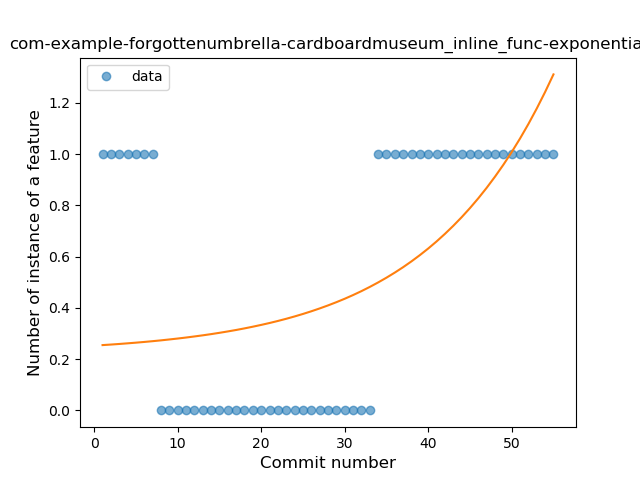 com-example-forgottenumbrella-cardboardmuseum_inline_func-exponentia
data
Number of instance of a feature
1.2
1.0
0.8
0.6
0.4
0.2
0.0
0 10 20 30 40 50
Commit number